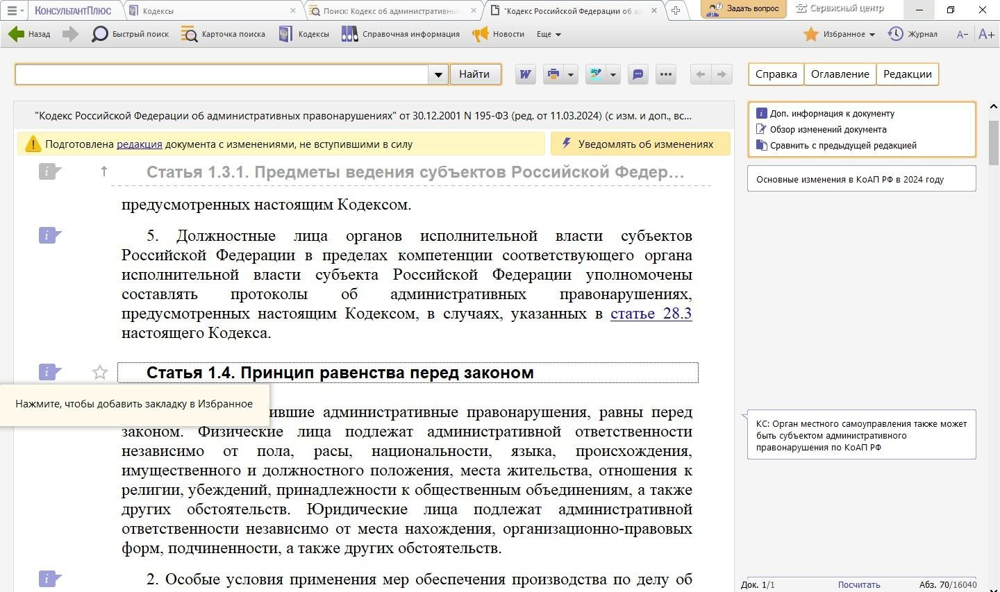 КонсультантПлюс
Кодексы
Поиск: Кодекс об административны
"Кодекс Российской Федерации об ад
Задать вопрос
Сервисный центр
Назад
Быстрый поиск
Карточка поиска
Кодексы
Справочная информация
Новости
Еще
Избранное
Журнал
A−
A+
Найти
W
Справка
Оглавление
Редакции
"Кодекс Российской Федерации об административных правонарушениях" от 30.12.2001 N 195-ФЗ (ред. от 11.03.2024) (с изм. и доп., вс...
Доп. информация к документу
Обзор изменений документа
Сравнить с предыдущей редакцией
Подготовлена редакция документа с изменениями, не вступившими в силу
Уведомлять об изменениях
Основные изменения в КоАП РФ в 2024 году
Статья 1.3.1. Предметы ведения субъектов Российской Федер...
предусмотренных настоящим Кодексом.
5. Должностные лица органов исполнительной власти субъектов
Российской Федерации в пределах компетенции соответствующего органа
исполнительной власти субъекта Российской Федерации уполномочены
составлять протоколы об административных правонарушениях,
предусмотренных настоящим Кодексом, в случаях, указанных в статье 28.3
настоящего Кодекса.
Статья 1.4. Принцип равенства перед законом
Нажмите, чтобы добавить закладку в Избранное
ившие административные правонарушения, равны перед
законом. Физические лица подлежат административной ответственности
независимо от пола, расы, национальности, языка, происхождения,
имущественного и должностного положения, места жительства, отношения к
религии, убеждений, принадлежности к общественным объединениям, а также
других обстоятельств. Юридические лица подлежат административной
ответственности независимо от места нахождения, организационно-правовых
форм, подчиненности, а также других обстоятельств.
КС: Орган местного самоуправления также может
быть субъектом административного
правонарушения по КоАП РФ
2. Особые условия применения мер обеспечения производства по делу об
Док. 1/1
Посчитать
Абз. 70/16040